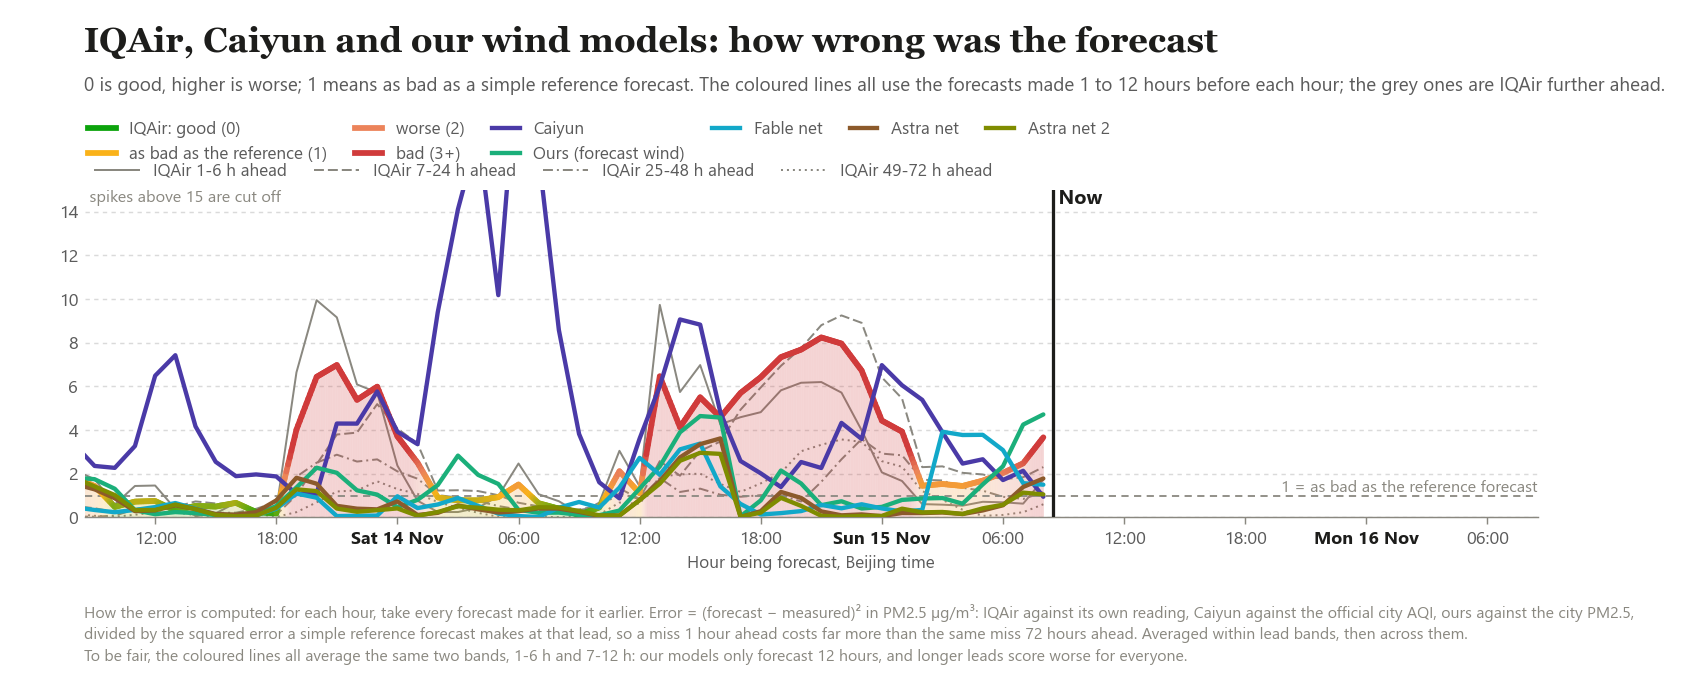 IQAir, Caiyun and our wind models: how wrong was the forecast
0 is good, higher is worse; 1 means as bad as a simple reference forecast. The coloured lines all use the forecasts made 1 to 12 hours before each hour; the grey ones are IQAir further ahead.
IQAir: good (0) worse (2) Caiyun Fable net Astra net Astra net 2
as bad as the reference (1) bad (3+) Ours (forecast wind)
IQAir 1-6 h ahead IQAir 7-24 h ahead IQAir 25-48 h ahead IQAir 49-72 h ahead
spikes above 15 are cut off
Now
14
12
10
8
6
4
2
1 = as bad as the reference forecast
0
12:00 18:00 Sat 14 Nov 06:00 12:00 18:00 Sun 15 Nov 06:00 12:00 18:00 Mon 16 Nov 06:00
Hour being forecast, Beijing time
How the error is computed: for each hour, take every forecast made for it earlier. Error = (forecast − measured)² in PM2.5 µg/m³: IQAir against its own reading, Caiyun against the official city AQI, ours against the city PM2.5,
divided by the squared error a simple reference forecast makes at that lead, so a miss 1 hour ahead costs far more than the same miss 72 hours ahead. Averaged within lead bands, then across them.
To be fair, the coloured lines all average the same two bands, 1-6 h and 7-12 h: our models only forecast 12 hours, and longer leads score worse for everyone.